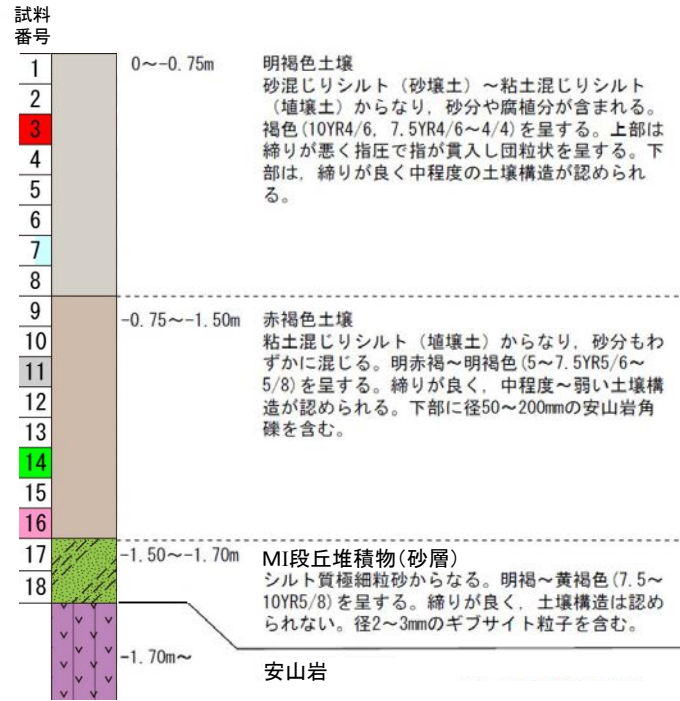 試料
番号
1
2
3
4
5
6
7
8
9
10
11
12
13
14
15
16
17
18
0～-0.75m
明褐色土壌
砂混じりシルト（砂壌土）～粘土混じりシルト
（埴壌土）からなり，砂分や腐植分が含まれる。
褐色(10YR4/6，7.5YR4/6～4/4)を呈する。上部は
締りが悪く指圧で指が貫入し団粒状を呈する。下
部は，締りが良く中程度の土壌構造が認められ
る。
-0.75～-1.50m
赤褐色土壌
粘土混じりシルト（埴壌土）からなり，砂分もわ
ずかに混じる。明赤褐～明褐色(5～7.5YR5/6～
5/8)を呈する。締りが良く，中程度～弱い土壌構
造が認められる。下部に径50～200mmの安山岩角
礫を含む。
-1.50～-1.70m
MⅠ段丘堆積物(砂層)
シルト質極細粒砂からなる。明褐～黄褐色(7.5～
10YR5/8)を呈する。締りが良く，土壌構造は認め
られない。径2～3mmのギブサイト粒子を含む。
-1.70m～
安山岩